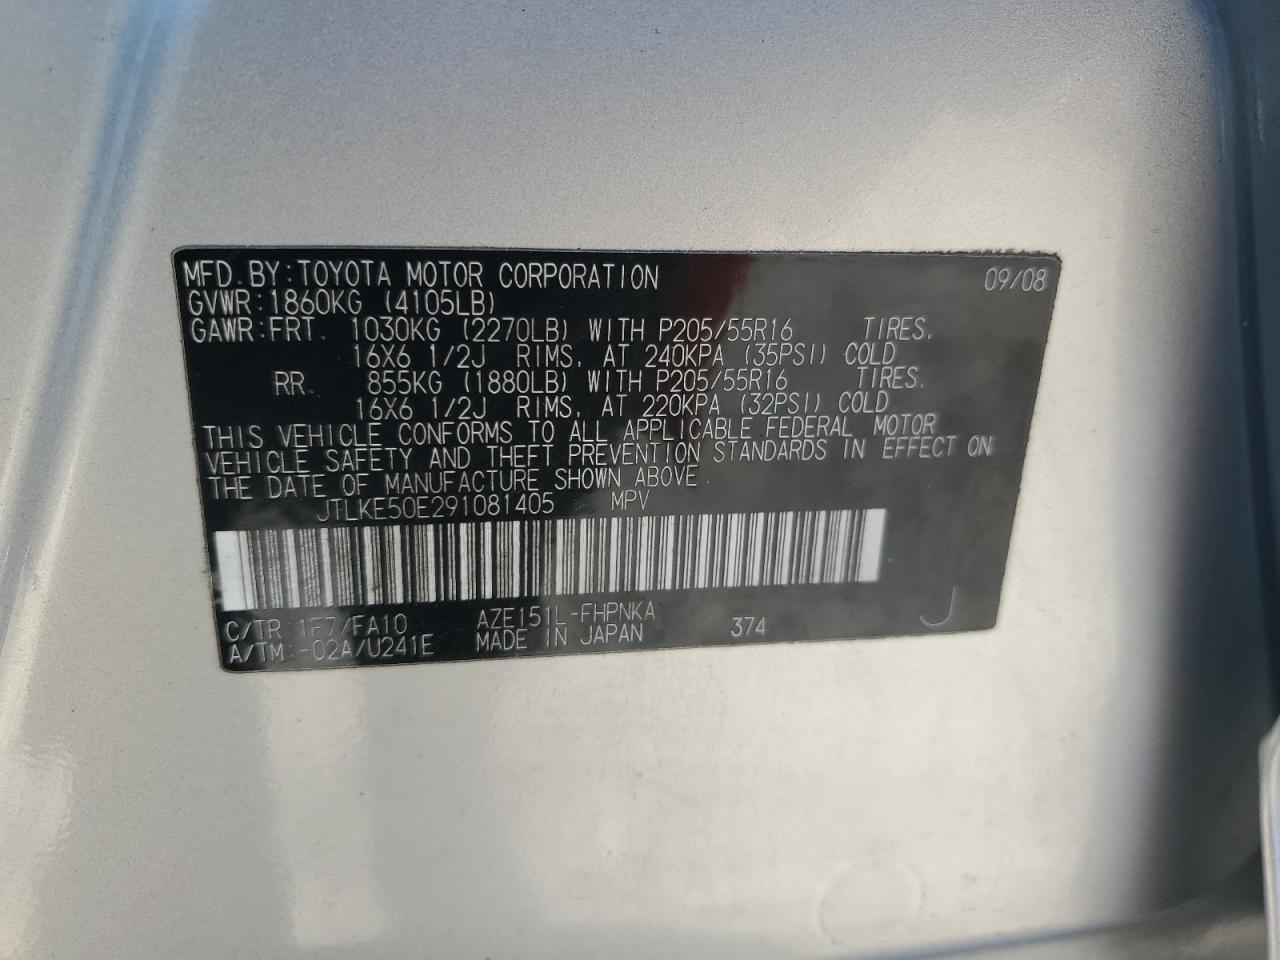 MFD.BY:TOYOTA MOTOR CORPORATION 09/08
GVWR:1860KG (4105LB)
GAWR:FRT. 1030KG (2270LB) WITH P205/55R16 TIRES.
16X6 1/2J RIMS, AT 240KPA (35PSI) COLD
RR. 855KG (1880LB) WITH P205/55R16 TIRES.
16X6 1/2J RIMS, AT 220KPA (32PSI) COLD
THIS VEHICLE CONFORMS TO ALL APPLICABLE FEDERAL MOTOR
VEHICLE SAFETY AND THEFT PREVENTION STANDARDS IN EFFECT ON
THE DATE OF MANUFACTURE SHOWN ABOVE.
JTLKE50E291081405 MPV
C/TR:1F7/FA10 AZE151L-FHPNKA
A/TM:-02A/U241E MADE IN JAPAN 374
J